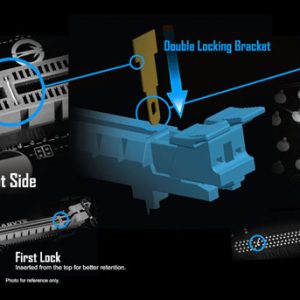 Double Locking Bracket
t Side
First Lock
Inserted from the top for better retention.
Photo for reference only.